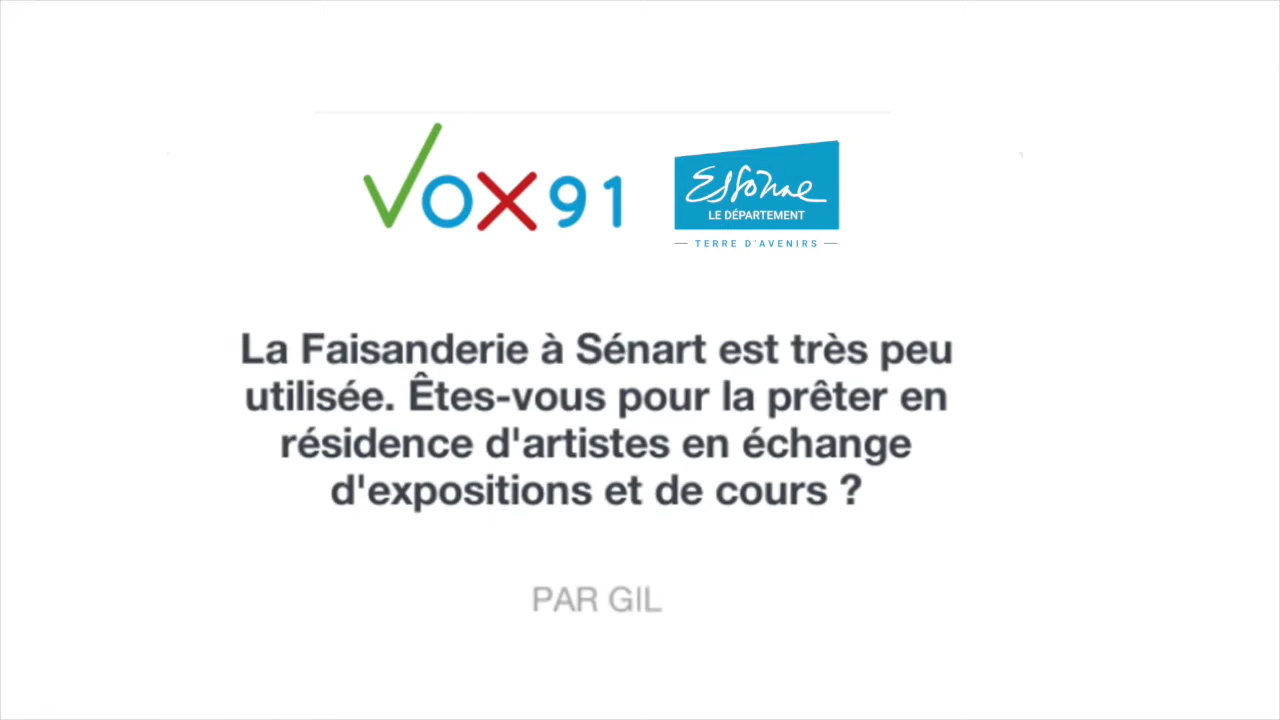 VOX91
Essonne
LE DÉPARTEMENT
TERRE D'AVENIRS
La Faisanderie à Sénart est très peu
utilisée. Êtes-vous pour la prêter en
résidence d'artistes en échange
d'expositions et de cours ?
PAR GIL